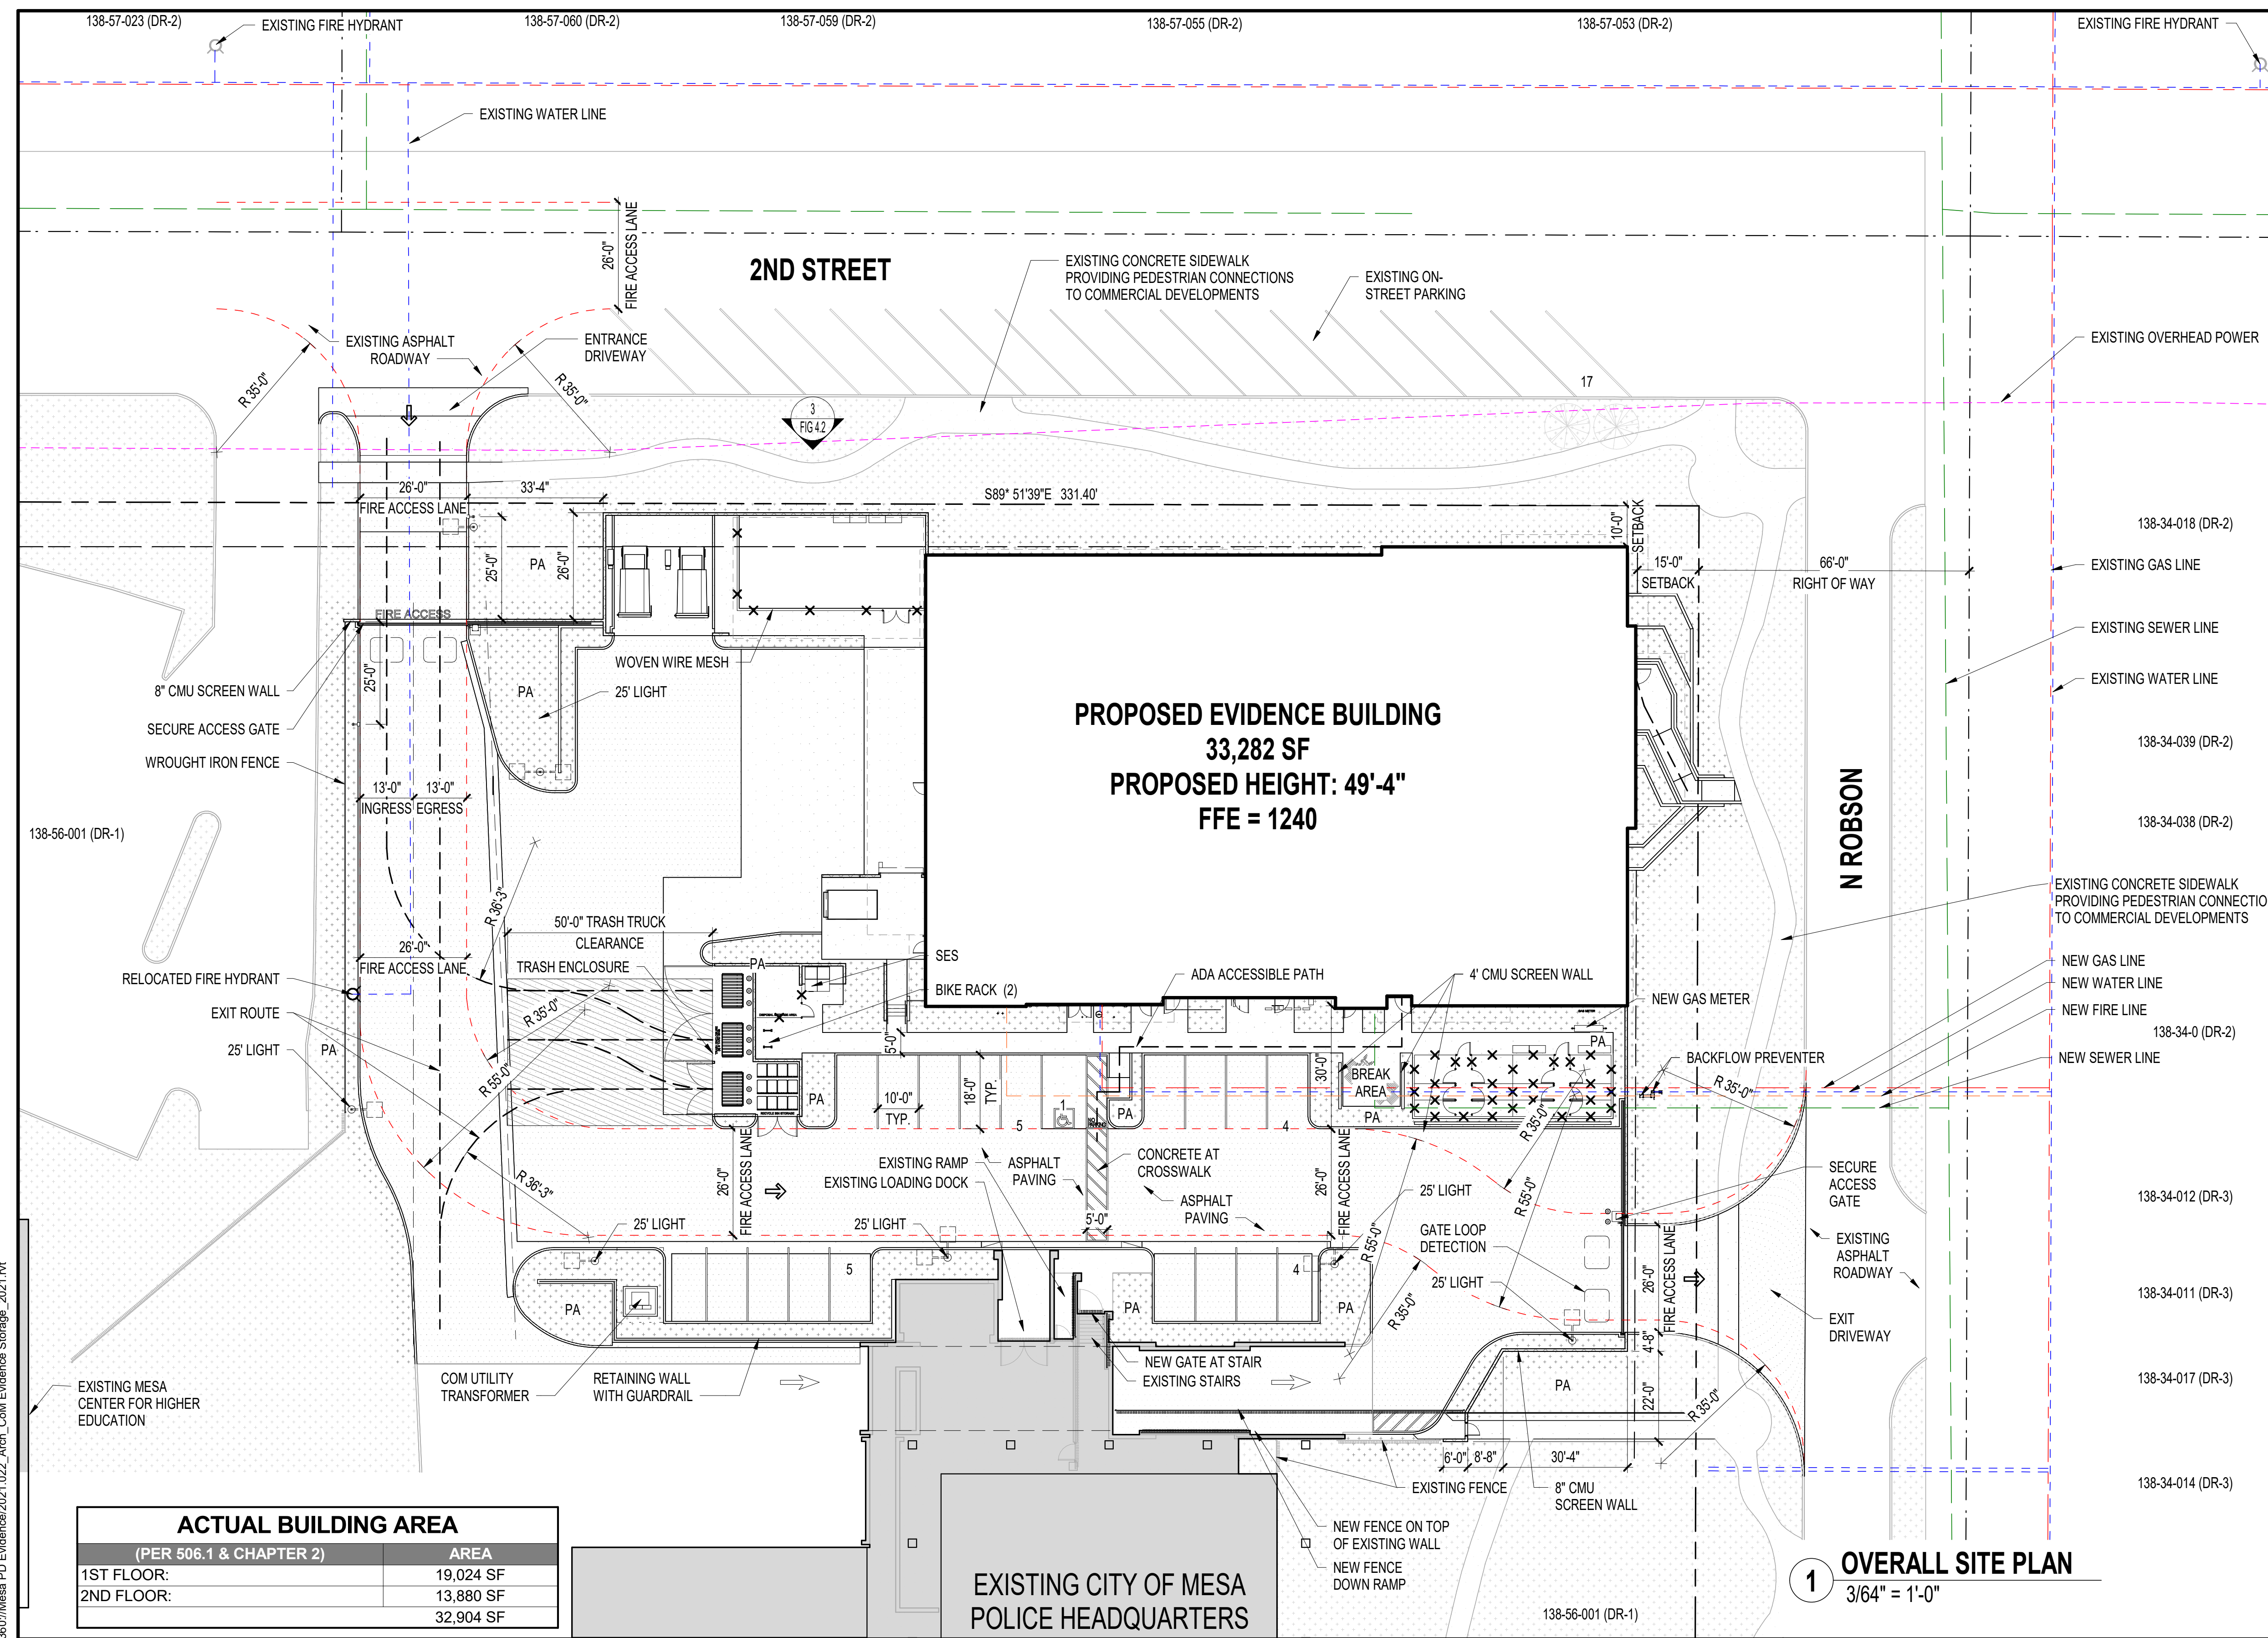 138-57-023 (DR-2)
EXISTING FIRE HYDRANT
138-57-060 (DR-2)
138-57-059 (DR-2)
138-57-055 (DR-2)
138-57-053 (DR-2)
EXISTING FIRE HYDRANT
EXISTING WATER LINE
26'-0"
FIRE ACCESS LANE
2ND STREET
EXISTING CONCRETE SIDEWALK
PROVIDING PEDESTRIAN CONNECTIONS
TO COMMERCIAL DEVELOPMENTS
EXISTING ON-
STREET PARKING
EXISTING OVERHEAD POWER
EXISTING ASPHALT
ROADWAY
ENTRANCE
DRIVEWAY
R 35'-0"
R 35'-0"
17
3
FIG 4.2
26'-0"
33'-4"
FIRE ACCESS LANE
S89* 51'39"E 331.40'
10'-0"
SETBACK
15'-0"
SETBACK
66'-0"
RIGHT OF WAY
138-34-018 (DR-2)
EXISTING GAS LINE
25'-0"
PA
26'-0"
FIRE ACCESS
EXISTING SEWER LINE
WOVEN WIRE MESH
25' LIGHT
PA
25'-0"
8" CMU SCREEN WALL
SECURE ACCESS GATE
WROUGHT IRON FENCE
EXISTING WATER LINE
PROPOSED EVIDENCE BUILDING
33,282 SF
PROPOSED HEIGHT: 49'-4"
FFE = 1240
138-34-039 (DR-2)
13'-0"
13'-0"
INGRESS
EGRESS
138-56-001 (DR-1)
N ROBSON
138-34-038 (DR-2)
R 36'-3"
50'-0" TRASH TRUCK
CLEARANCE
TRASH ENCLOSURE
PA
26'-0"
FIRE ACCESS LANE
RELOCATED FIRE HYDRANT
EXIT ROUTE
25' LIGHT
PA
SES
BIKE RACK (2)
ADA ACCESSIBLE PATH
4' CMU SCREEN WALL
NEW GAS METER
EXISTING CONCRETE SIDEWALK
PROVIDING PEDESTRIAN CONNECTIO
TO COMMERCIAL DEVELOPMENTS
NEW GAS LINE
NEW WATER LINE
NEW FIRE LINE
138-34-0 (DR-2)
NEW SEWER LINE
BACKFLOW PREVENTER
R 35'-0"
R 35'-0"
R 55'-0"
5'-0"
10'-0"
TYP.
18'-0"
TYP.
PA
5
1
PA
4
30'-0"
BREAK
AREA
PA
PA
R 35'-0"
R 36'-3"
26'-0"
FIRE ACCESS LANE
EXISTING RAMP
EXISTING LOADING DOCK
ASPHALT
PAVING
CONCRETE AT
CROSSWALK
ASPHALT
PAVING
26'-0"
FIRE ACCESS LANE
25' LIGHT
R 55'-0"
R 55'-0"
SECURE
ACCESS
GATE
138-34-012 (DR-3)
25' LIGHT
25' LIGHT
5'-0"
GATE LOOP
DETECTION
25' LIGHT
EXISTING
ASPHALT
ROADWAY
26'-0"
FIRE ACCESS LANE
5
4
PA
PA
PA
R 35'-0"
138-34-011 (DR-3)
EXIT
DRIVEWAY
4'-8"
22'-0"
EXISTING MESA
CENTER FOR HIGHER
EDUCATION
COM UTILITY
TRANSFORMER
RETAINING WALL
WITH GUARDRAIL
NEW GATE AT STAIR
EXISTING STAIRS
PA
R 35'-0"
138-34-017 (DR-3)
6'-0"
8'-8"
30'-4"
EXISTING FENCE
8" CMU
SCREEN WALL
138-34-014 (DR-3)
NEW FENCE ON TOP
OF EXISTING WALL
NEW FENCE
DOWN RAMP
ACTUAL BUILDING AREA
(PER 506.1 & CHAPTER 2) AREA
1ST FLOOR: 19,024 SF
2ND FLOOR: 13,880 SF
32,904 SF
EXISTING CITY OF MESA
POLICE HEADQUARTERS
138-56-001 (DR-1)
1
OVERALL SITE PLAN
3/64" = 1'-0"
360://Mesa PD Evidence/2021.022_Arch_CoM Evidence Storage_2021.rvt